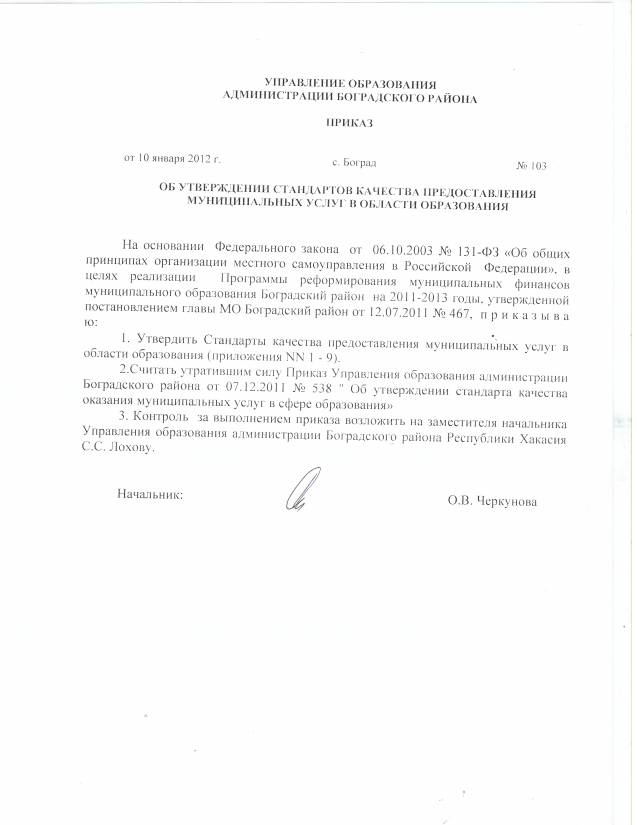 УПРАВЛЕНИЕ ОБРАЗОВАНИЯ
АДМИНИСТРАЦИИ БОГРАДСКОГО РАЙОНА
ПРИКАЗ
от 10 января 2012 г. с. Боград № 103
ОБ УТВЕРЖДЕНИИ СТАНДАРТОВ КАЧЕСТВА ПРЕДОСТАВЛЕНИЯ
МУНИЦИПАЛЬНЫХ УСЛУГ В ОБЛАСТИ ОБРАЗОВАНИЯ
На основании Федерального закона от 06.10.2003 № 131-ФЗ «Об общих
принципах организации местного самоуправления в Российской Федерации», в
целях реализации Программы реформирования муниципальных финансов
муниципального образования Боградский район на 2011-2013 годы, утвержденной
постановлением главы МО Боградский район от 12.07.2011 № 467, п р и к а з ы в а
ю:
1. Утвердить Стандарты качества предоставления муниципальных услуг в
области образования (приложения NN 1 - 9).
2.Считать утратившим силу Приказ Управления образования администрации
Боградского района от 07.12.2011 № 538 " Об утверждении стандарта качества
оказания муниципальных услуг в сфере образования»
3. Контроль за выполнением приказа возложить на заместителя начальника
Управления образования администрации Боградского района Республики Хакасия
С.С. Лохову.
Начальник: О.В. Черкунова